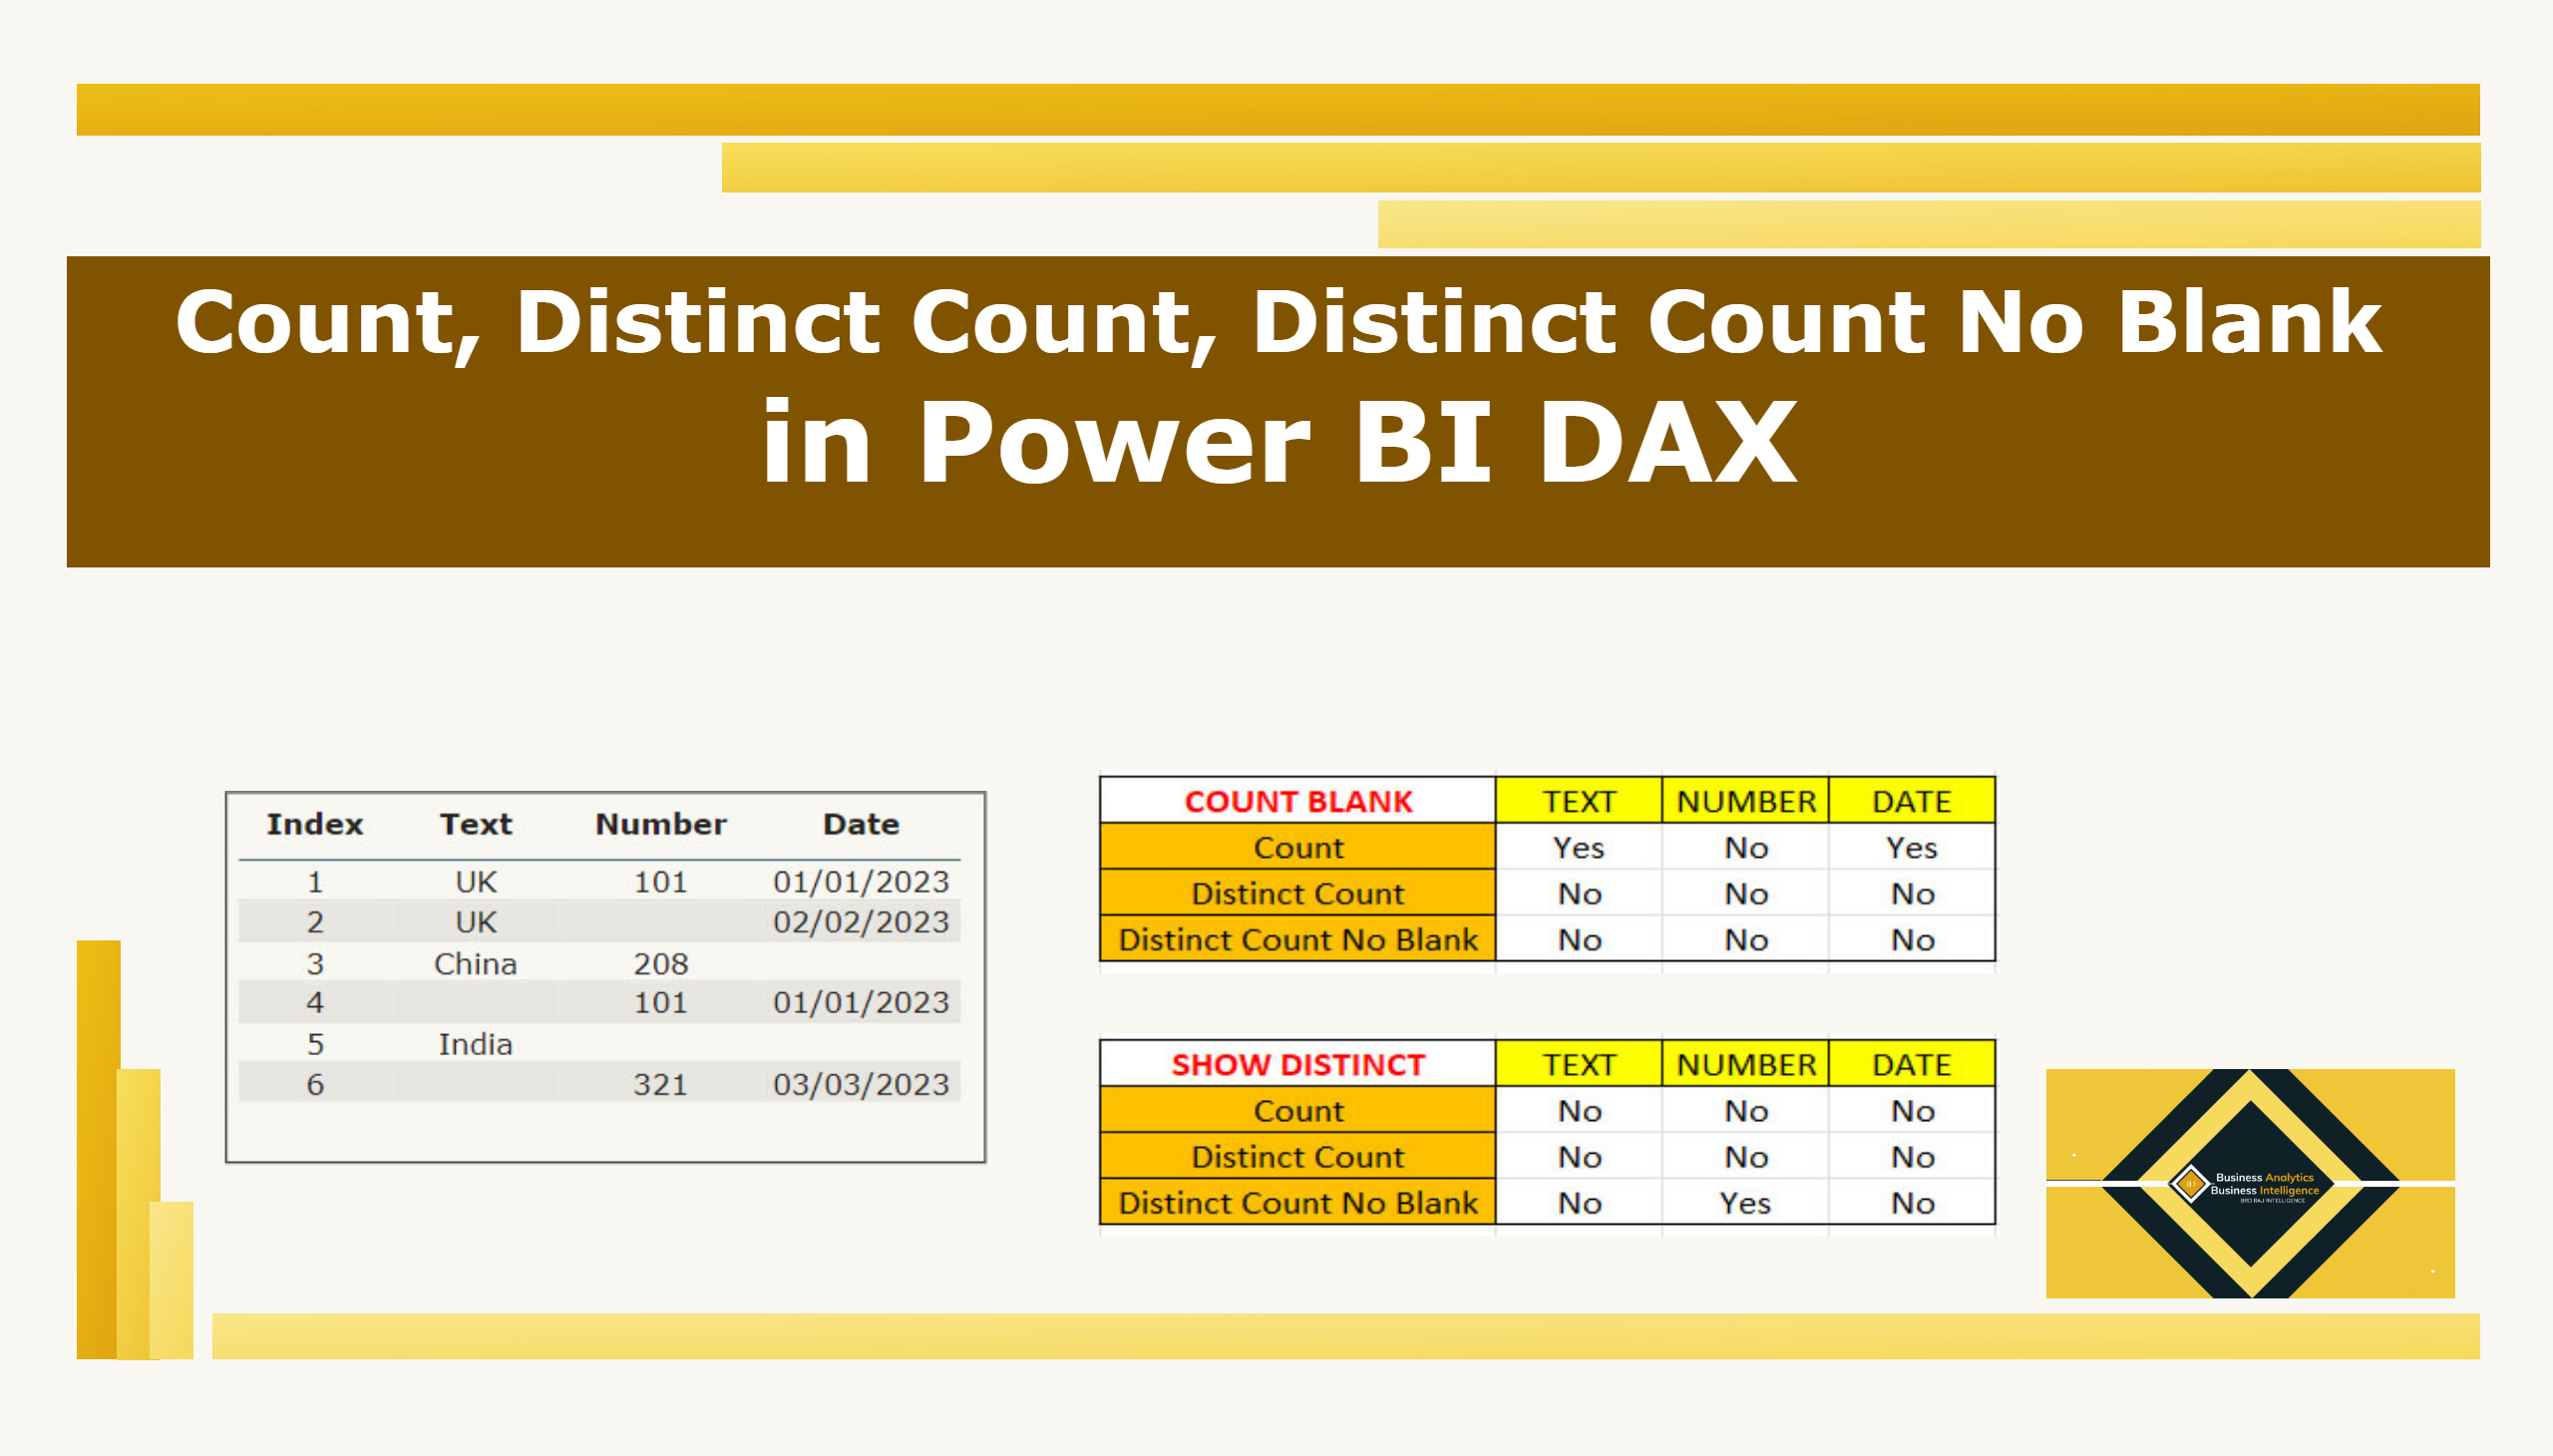 Count, Distinct Count, Distinct Count No Blank
in Power BI DAX
Index Text Number Date
1 UK 101 01/01/2023
2 UK 02/02/2023
3 China 208
4 101 01/01/2023
5 India
6 321 03/03/2023
COUNT BLANK TEXT NUMBER DATE
Count Yes No Yes
Distinct Count No No No
Distinct Count No Blank No No No
SHOW DISTINCT TEXT NUMBER DATE
Count No No No
Distinct Count No No No
Distinct Count No Blank No Yes No
Business Analytics
Business Intelligence
BRO RAJ INTELLIGENCE